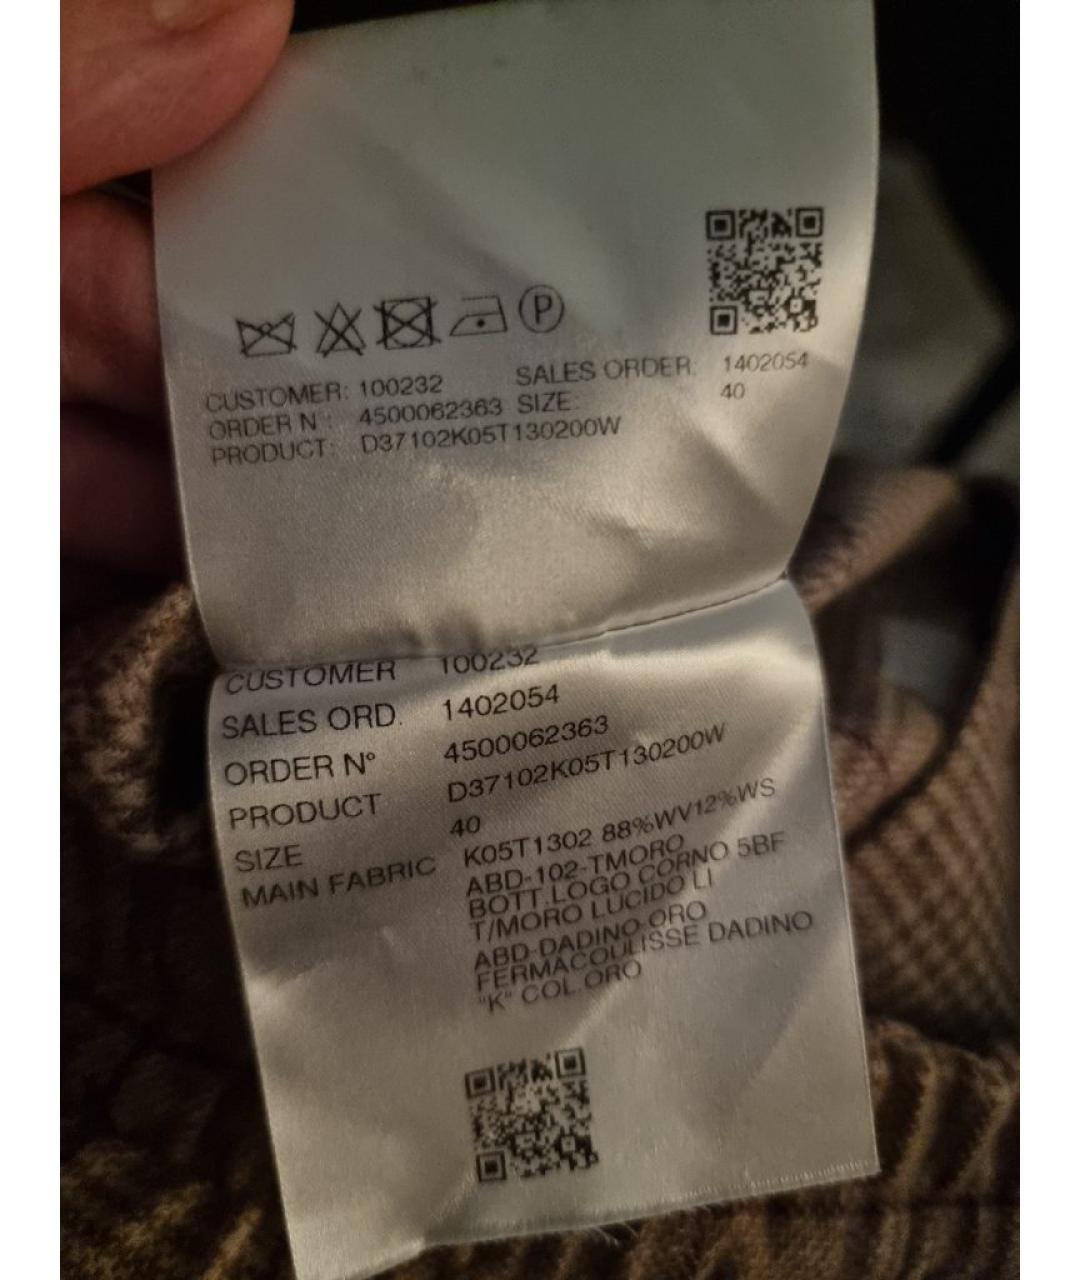 P
CUSTOMER: 100232 SALES ORDER: 1402054
ORDER N°: 4500062363 SIZE: 40
PRODUCT: D37102K05T130200W
CUSTOMER 100232
SALES ORD. 1402054
ORDER N° 4500062363
PRODUCT D37102K05T130200W
SIZE 40
MAIN FABRIC K05T1302 88%WV12%WS
ABD-102-TMORO
BOTT.LOGO CORNO 5BF
T/MORO LUCIDO LI
ABD-DADINO-ORO
FERMACOULISSE DADINO
"K" COL.ORO